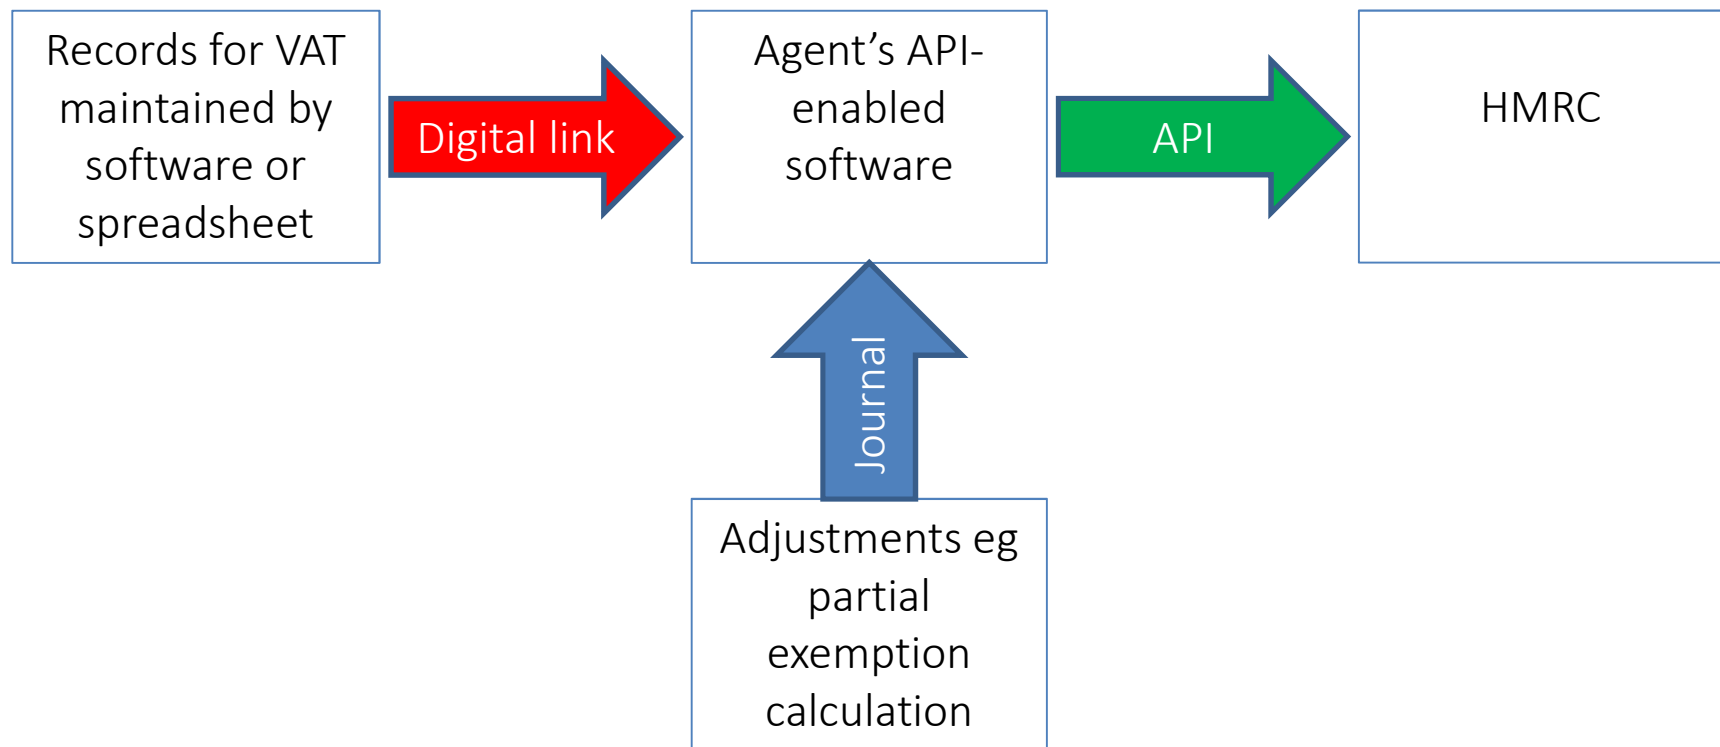 Records for VAT
maintained by
software or
spreadsheet
Digital link
Agent’s API-
enabled
software
API
HMRC
Journal
Adjustments eg
partial
exemption
calculation